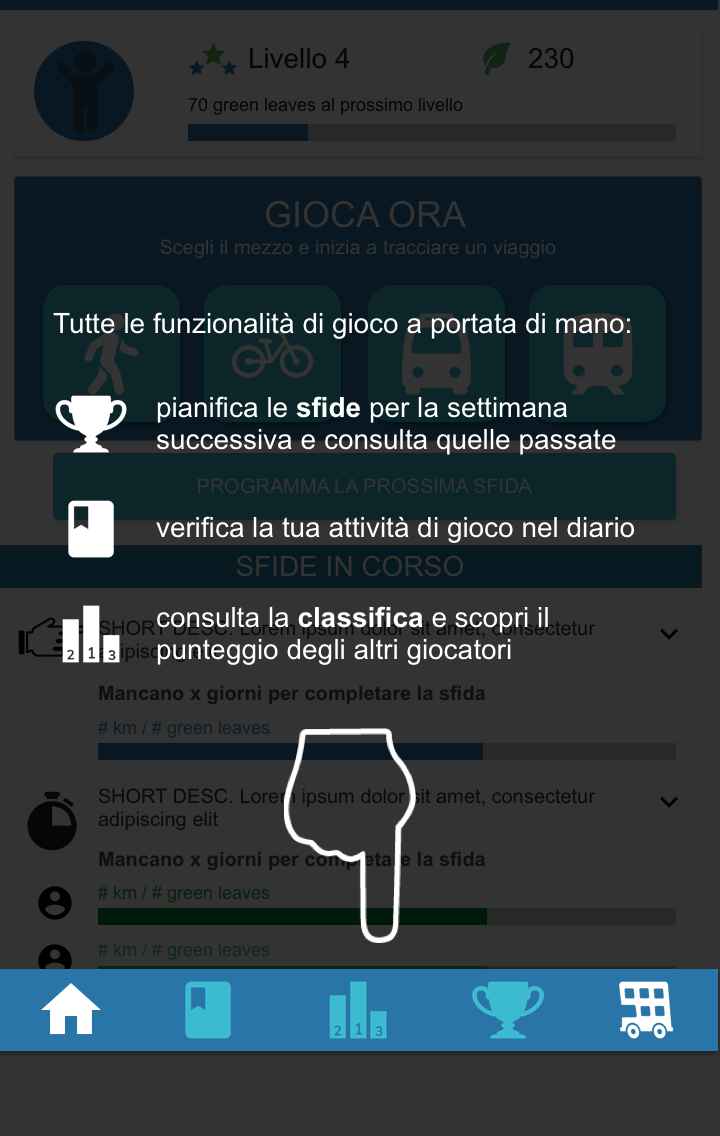 Livello 4
230
70 green leaves al prossimo livello
GIOCA ORA
Scegli il mezzo e inizia a tracciare un viaggio
Tutte le funzionalità di gioco a portata di mano:
pianifica le sfide per la settimana
successiva e consulta quelle passate
PROGRAMMA LA PROSSIMA SFIDA
verifica la tua attività di gioco nel diario
SFIDE IN CORSO
consulta la classifica e scopri il
punteggio degli altri giocatori
2 1 3
SHORT DESC. Lorem ipsum dolor sit amet, consectetur
Mancano x giorni per completare la sfida
# km / # green leaves
SHORT DESC. Lorem ipsum dolor sit amet, consectetur
adipiscing elit
Mancano x giorni per completare la sfida
# km / # green leaves
# km / # green leaves
2 1 3